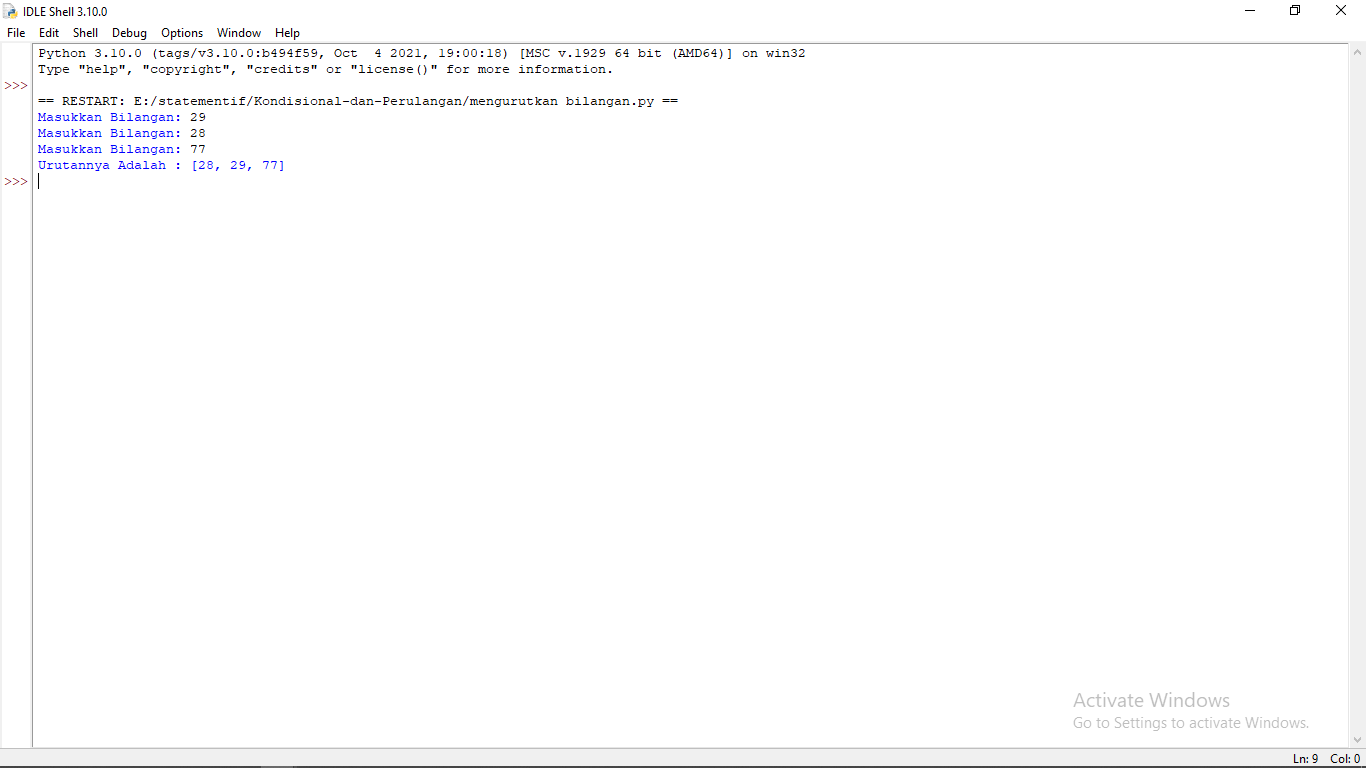 IDLE Shell 3.10.0
File Edit Shell Debug Options Window Help
Python 3.10.0 (tags/v3.10.0:b494f59, Oct  4 2021, 19:00:18) [MSC v.1929 64 bit (AMD64)] on win32
Type "help", "copyright", "credits" or "license()" for more information.
>>>
== RESTART: E:/statementif/Kondisional-dan-Perulangan/mengurutkan bilangan.py ==
Masukkan Bilangan: 29
Masukkan Bilangan: 28
Masukkan Bilangan: 77
Urutannya Adalah : [28, 29, 77]
>>>
Activate Windows
Go to Settings to activate Windows.
Ln: 9 Col: 0